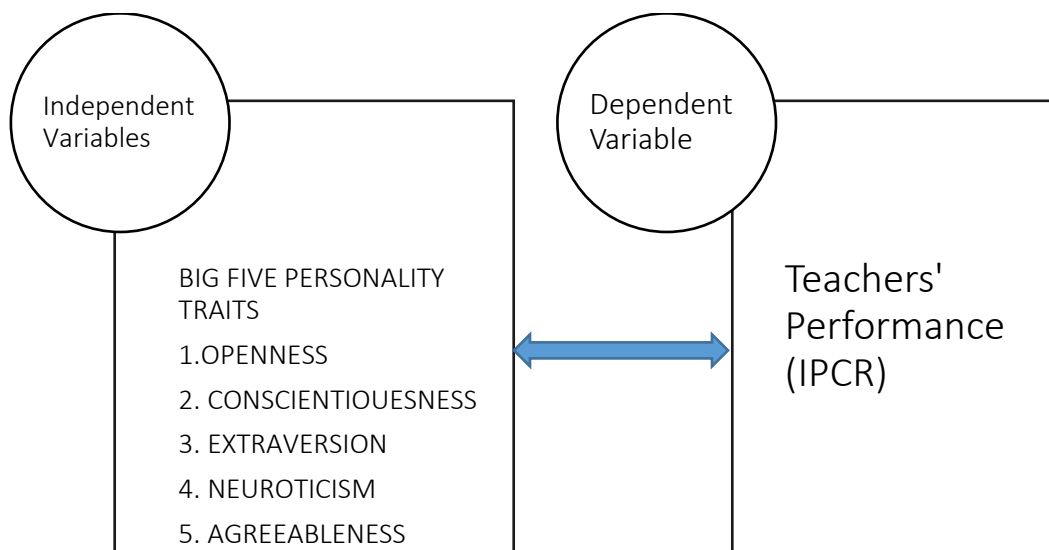 Independent
Variables
BIG FIVE PERSONALITY
TRAITS
1.OPENNESS
2. CONSCIENTIOUESNESS
3. EXTRAVERSION
4. NEUROTICISM
5. AGREEABLENESS
Dependent
Variable
Teachers'
Performance
(IPCR)